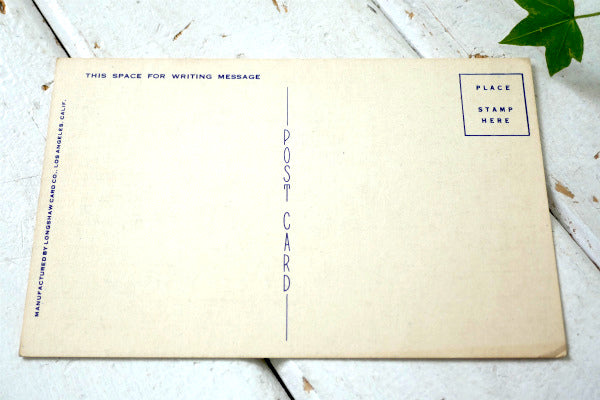 THIS SPACE FOR WRITING MESSAGE
PLACE
STAMP
HERE
POST CARD
MANUFACTURED BY LONGSHAW CARD CO., LOS ANGELES, CALIF.